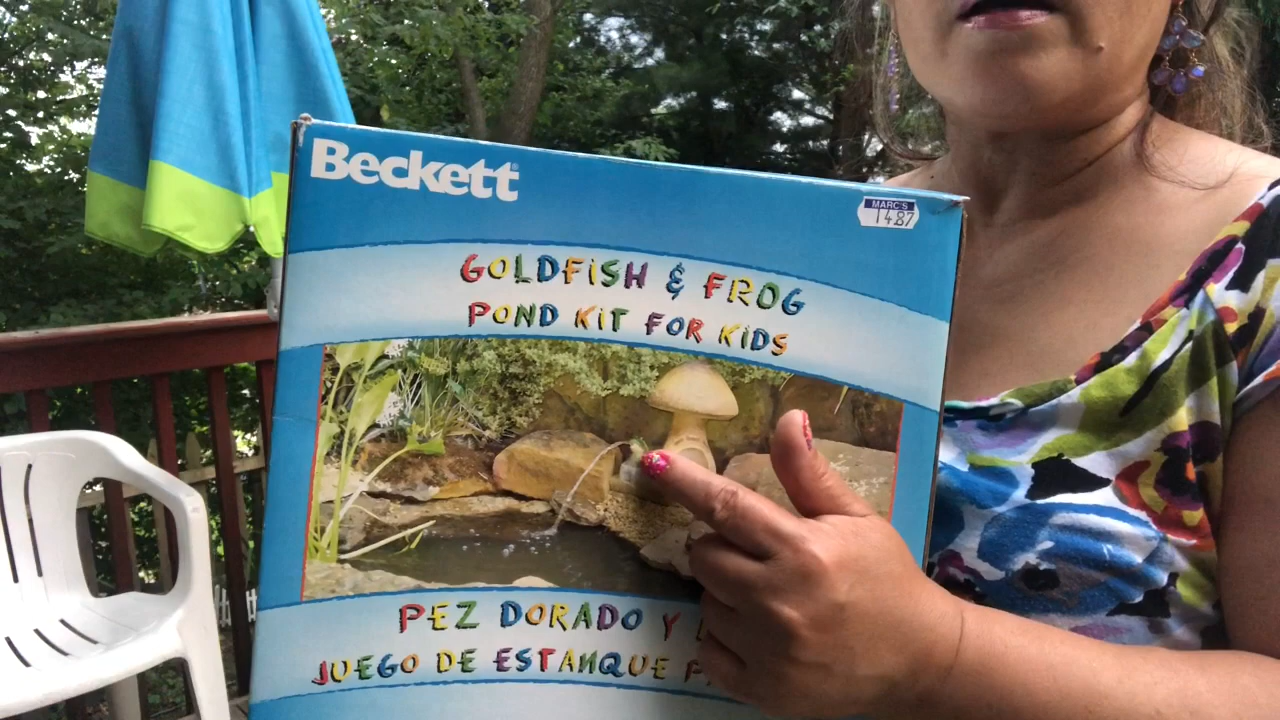 Beckett
MARC'S
1487
GOLDFISH & FROG
POND KIT FOR KIDS
PEZ DORADO Y
JUEGO DE ESTANQUE